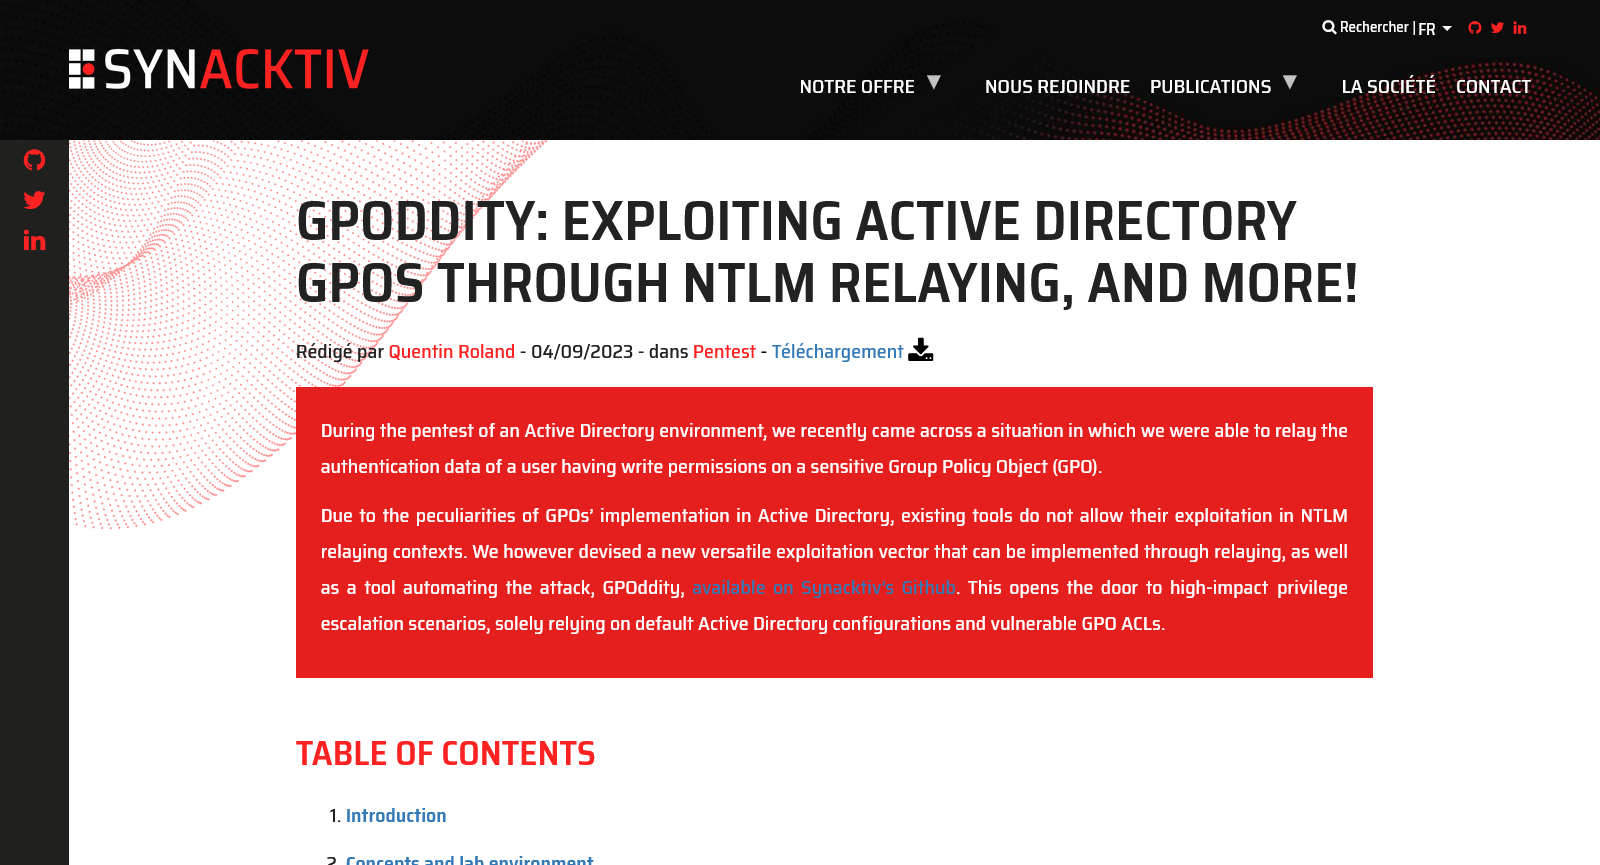 Rechercher | FR
SYNACKTIV
NOTRE OFFRE ▼ NOUS REJOINDRE PUBLICATIONS ▼ LA SOCIÉTÉ CONTACT
GPODDITY: EXPLOITING ACTIVE DIRECTORY
GPOS THROUGH NTLM RELAYING, AND MORE!
Rédigé par Quentin Roland - 04/09/2023 - dans Pentest - Téléchargement
During the pentest of an Active Directory environment, we recently came across a situation in which we were able to relay the
authentication data of a user having write permissions on a sensitive Group Policy Object (GPO).
Due to the peculiarities of GPOs’ implementation in Active Directory, existing tools do not allow their exploitation in NTLM
relaying contexts. We however devised a new versatile exploitation vector that can be implemented through relaying, as well
as a tool automating the attack, GPOddity, available on Synacktiv’s Github. This opens the door to high-impact privilege
escalation scenarios, solely relying on default Active Directory configurations and vulnerable GPO ACLs.
TABLE OF CONTENTS
1. Introduction
2. Concepts and lab environment